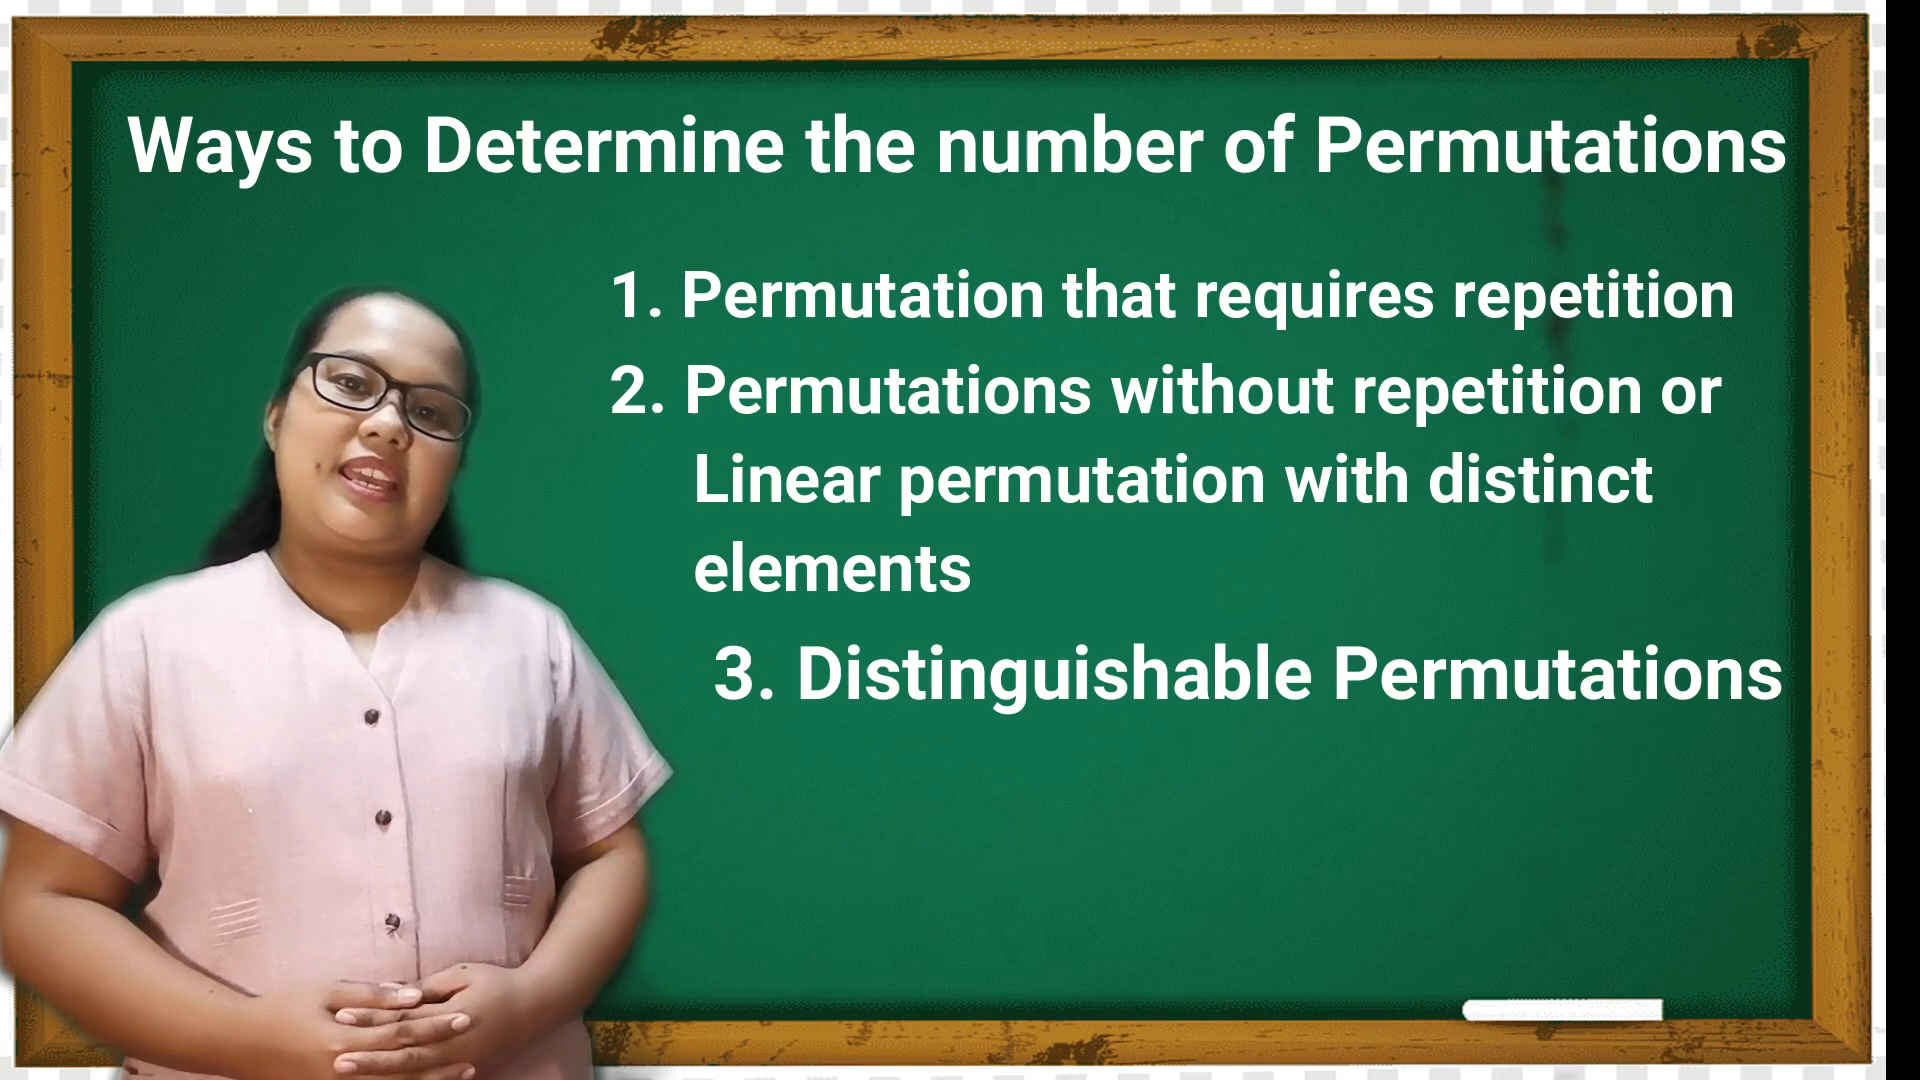 Ways to Determine the number of Permutations
1. Permutation that requires repetition
2. Permutations without repetition or
Linear permutation with distinct
elements
3. Distinguishable Permutations